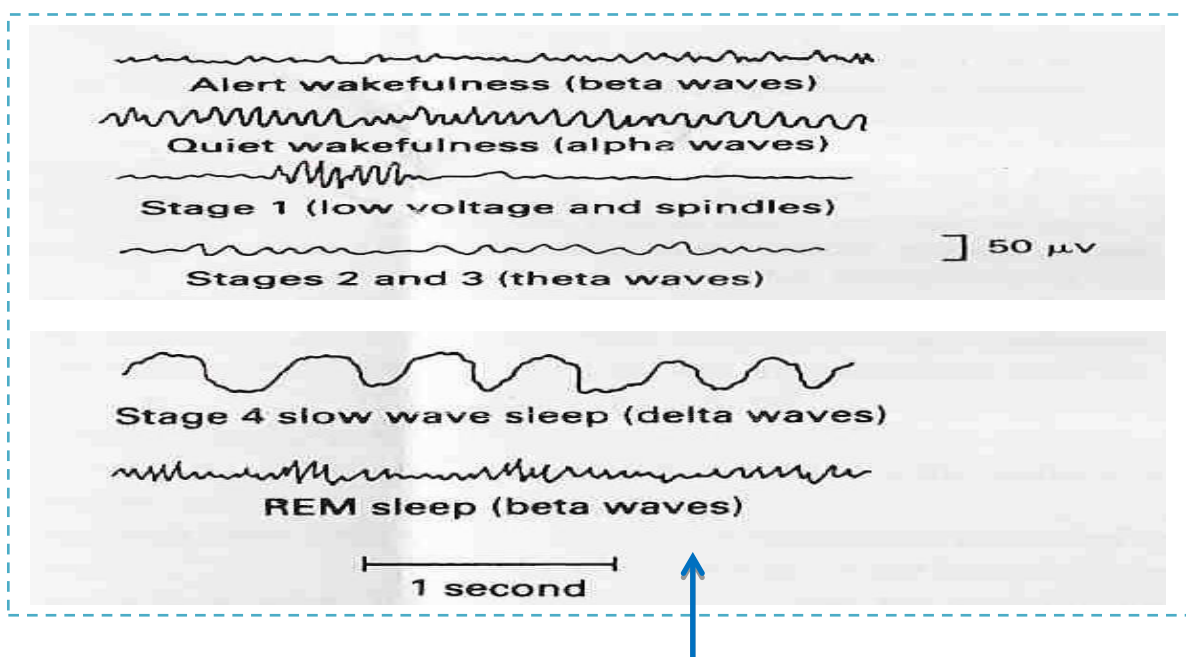 Alert wakefulness (beta waves)
Quiet wakefulness (alpha waves)
Stage 1 (low voltage and spindles)
50 μv
Stages 2 and 3 (theta waves)
Stage 4 slow wave sleep (delta waves)
REM sleep (beta waves)
1 second